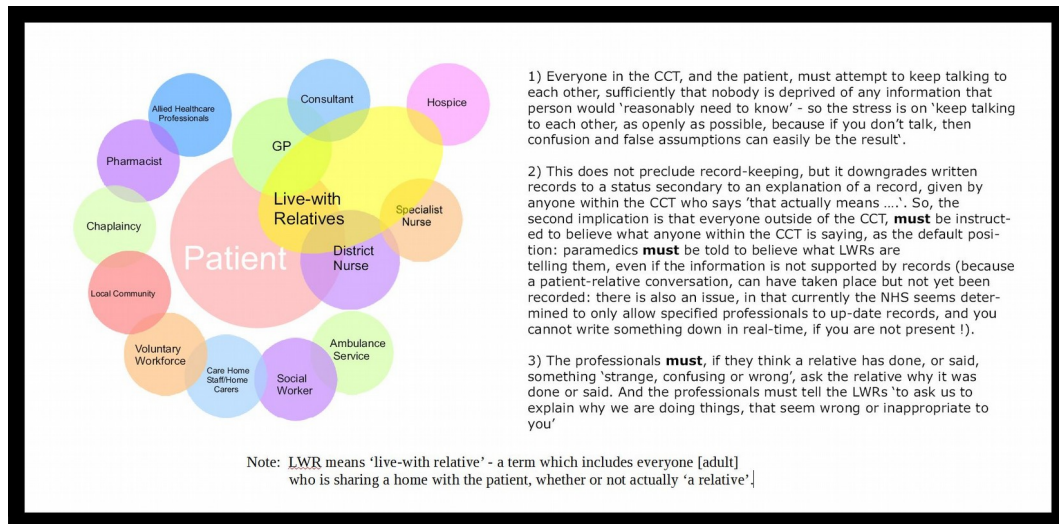 Allied Healthcare
Professionals
Consultant
Hospice
GP
Pharmacist
Live-with
Relatives
Specialist
Nurse
Chaplaincy
Patient
District
Nurse
Local Community
Voluntary
Workforce
Care Home
Staff/Home
Carers
Social
Worker
Ambulance
Service
1) Everyone in the CCT, and the patient, must attempt to keep talking to
each other, sufficiently that nobody is deprived of any information that
person would ‘reasonably need to know’ - so the stress is on ‘keep talking
to each other, as openly as possible, because if you don’t talk, then
confusion and false assumptions can easily be the result‘.
2) This does not preclude record-keeping, but it downgrades written
records to a status secondary to an explanation of a record, given by
anyone within the CCT who says ’that actually means ....‘. So, the
second implication is that everyone outside of the CCT, must be instruct-
ed to believe what anyone within the CCT is saying, as the default posi-
tion: paramedics must be told to believe what LWRs are
telling them, even if the information is not supported by records (because
a patient-relative conversation, can have taken place but not yet been
recorded: there is also an issue, in that currently the NHS seems deter-
mined to only allow specified professionals to up-date records, and you
cannot write something down in real-time, if you are not present !).
3) The professionals must, if they think a relative has done, or said,
something ‘strange, confusing or wrong’, ask the relative why it was
done or said. And the professionals must tell the LWRs ‘to ask us to
explain why we are doing things, that seem wrong or inappropriate to
you’
Note: LWR means ‘live-with relative’ - a term which includes everyone [adult]
who is sharing a home with the patient, whether or not actually ‘a relative’.